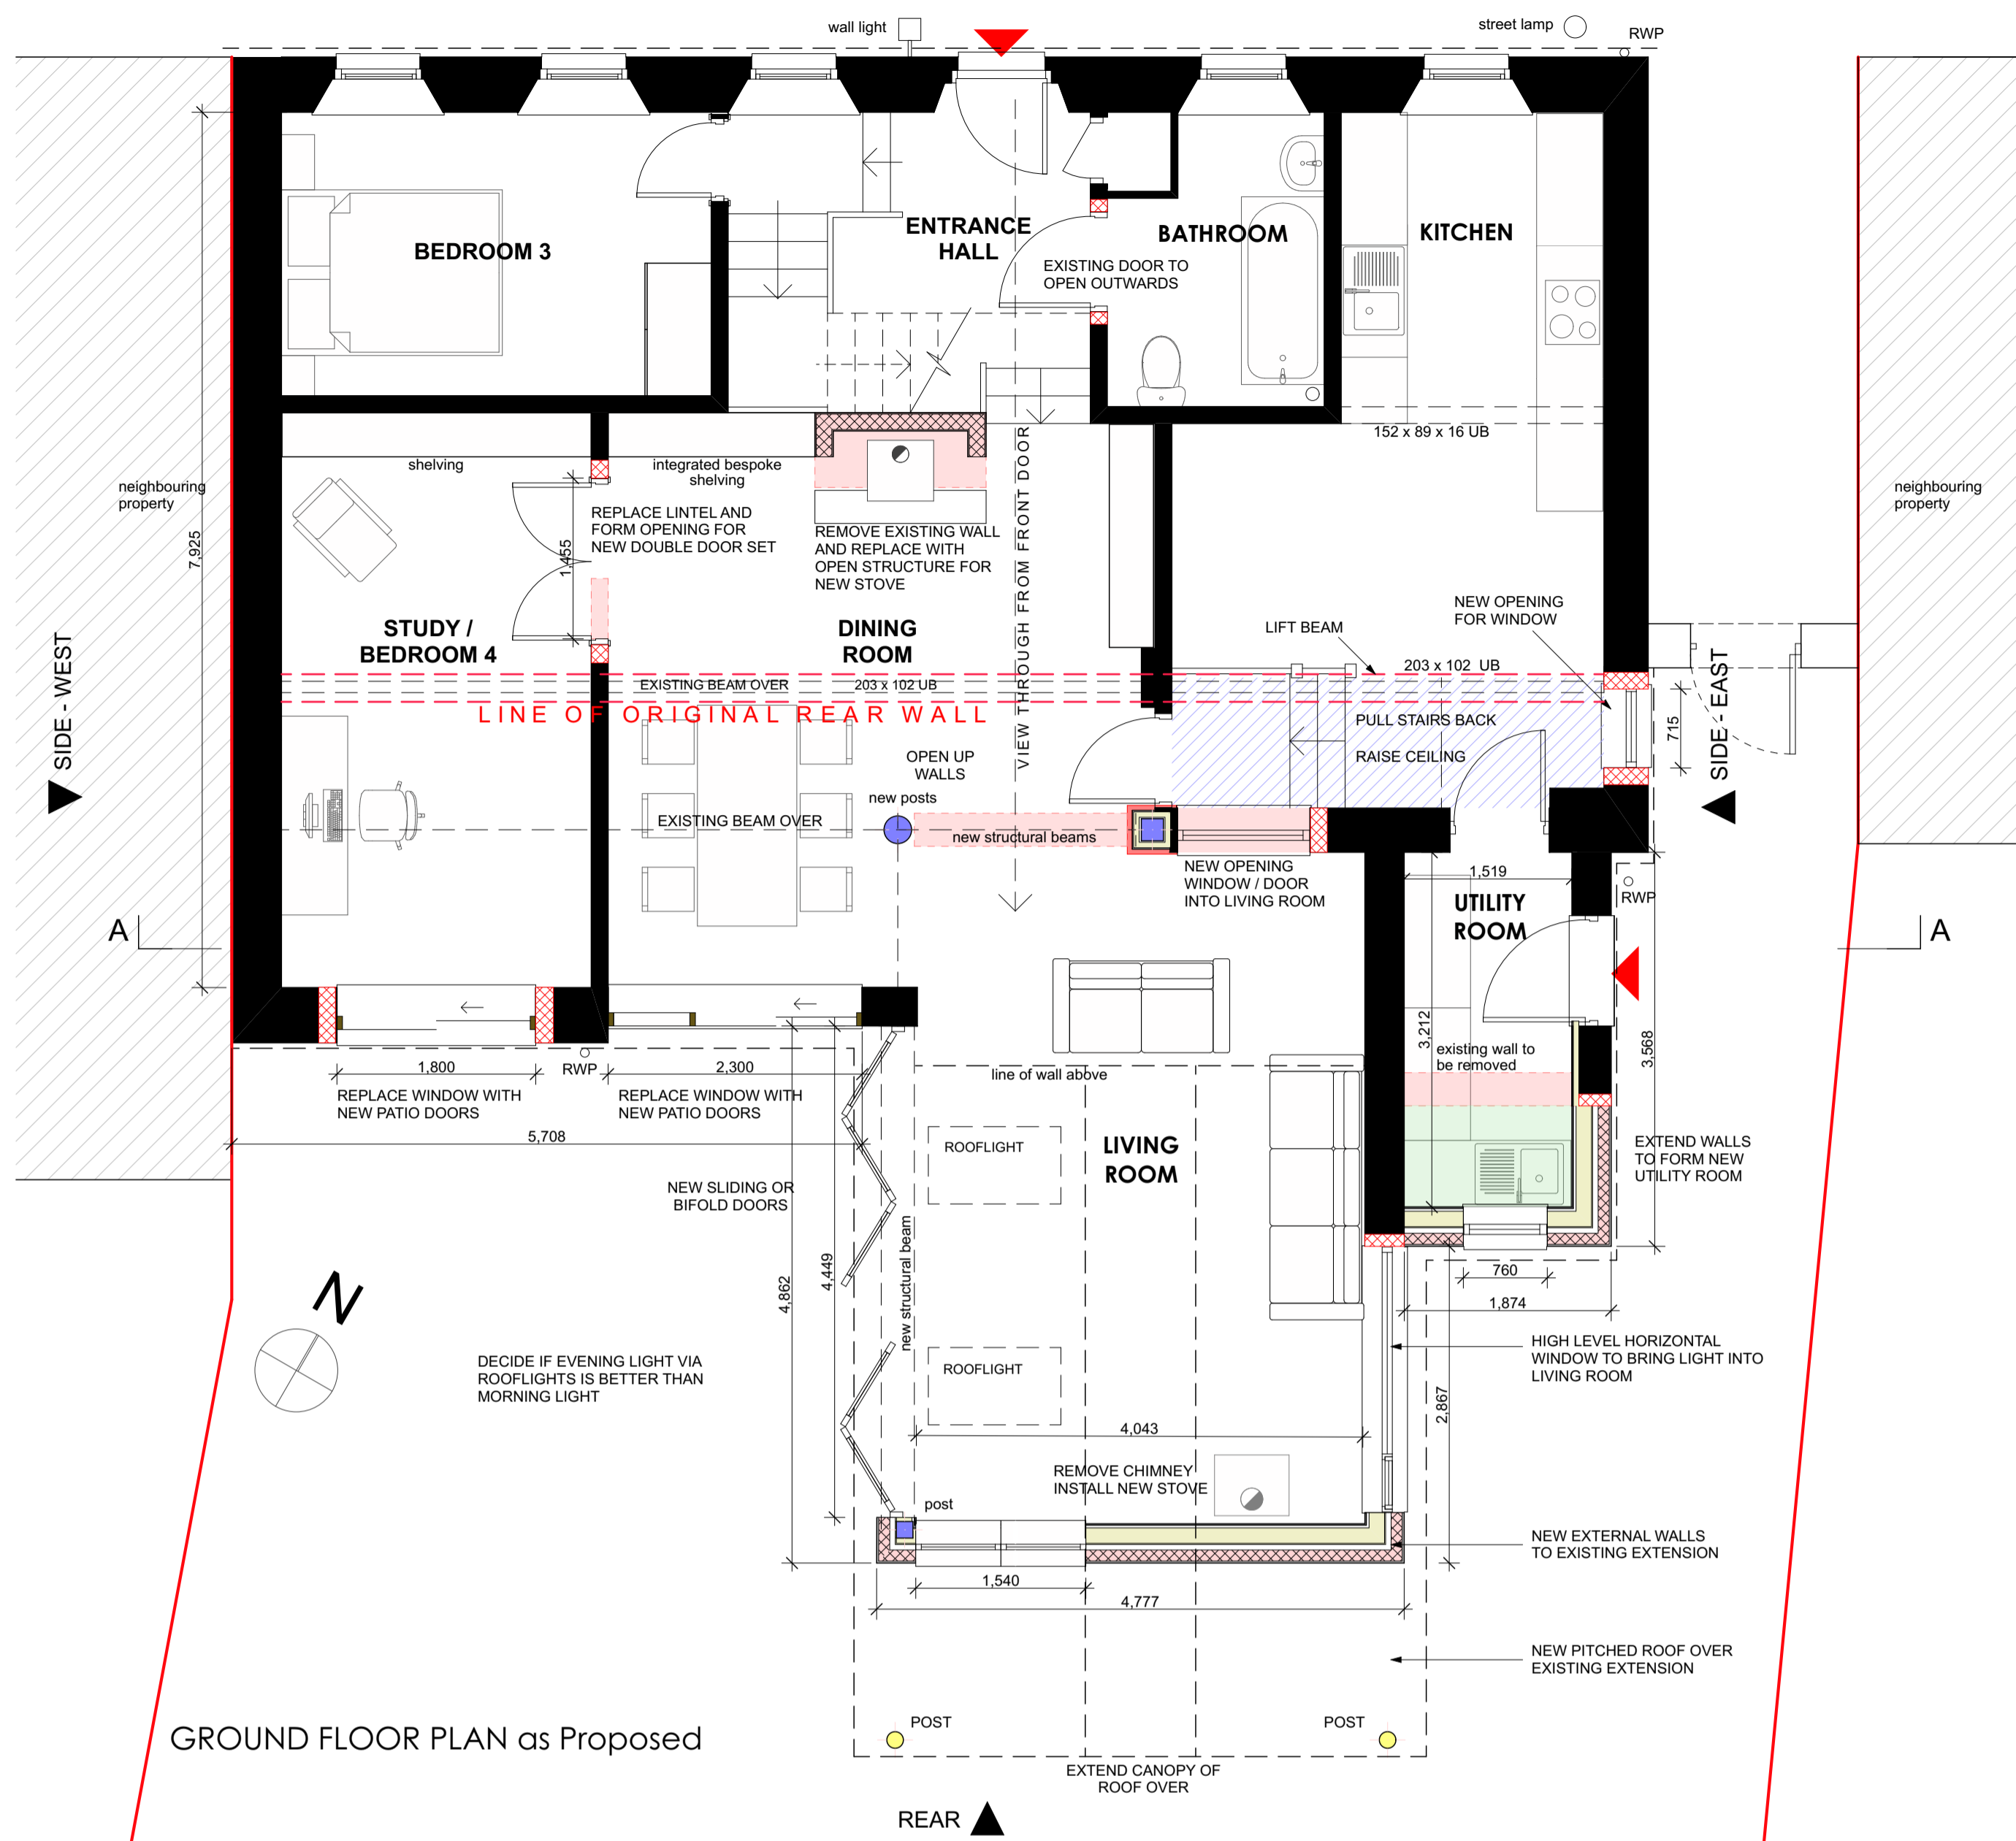 wall light
street lamp
RWP
BEDROOM 3
ENTRANCE
HALL
BATHROOM
KITCHEN
EXISTING DOOR TO
OPEN OUTWARDS
152 x 89 x 16 UB
neighbouring
property
7,925
shelving
integrated bespoke
shelving
REPLACE LINTEL AND
FORM OPENING FOR
NEW DOUBLE DOOR SET
1,455
REMOVE EXISTING WALL
AND REPLACE WITH
OPEN STRUCTURE FOR
NEW STOVE
VIEW THROUGH FROM FRONT DOOR
neighbouring
property
NEW OPENING
FOR WINDOW
LIFT BEAM
STUDY /
BEDROOM 4
DINING
ROOM
203 x 102 UB
EXISTING BEAM OVER
203 x 102 UB
LINE OF ORIGINAL REAR WALL
SIDE - WEST
SIDE - EAST
715
PULL STAIRS BACK
RAISE CEILING
OPEN UP
WALLS
new posts
EXISTING BEAM OVER
new structural beams
NEW OPENING
WINDOW / DOOR
INTO LIVING ROOM
1,519
UTILITY
ROOM
RWP
A
A
3,212
3,568
existing wall to
be removed
1,800
RWP
2,300
line of wall above
REPLACE WINDOW WITH
NEW PATIO DOORS
REPLACE WINDOW WITH
NEW PATIO DOORS
5,708
ROOFLIGHT
LIVING
ROOM
EXTEND WALLS
TO FORM NEW
UTILITY ROOM
NEW SLIDING OR
BIFOLD DOORS
new structural beam
4,862
4,449
760
1,874
N
HIGH LEVEL HORIZONTAL
WINDOW TO BRING LIGHT INTO
LIVING ROOM
DECIDE IF EVENING LIGHT VIA
ROOFLIGHTS IS BETTER THAN
MORNING LIGHT
ROOFLIGHT
2,867
4,043
REMOVE CHIMNEY
INSTALL NEW STOVE
post
NEW EXTERNAL WALLS
TO EXISTING EXTENSION
1,540
4,777
NEW PITCHED ROOF OVER
EXISTING EXTENSION
POST
POST
GROUND FLOOR PLAN as Proposed
EXTEND CANOPY OF
ROOF OVER
REAR